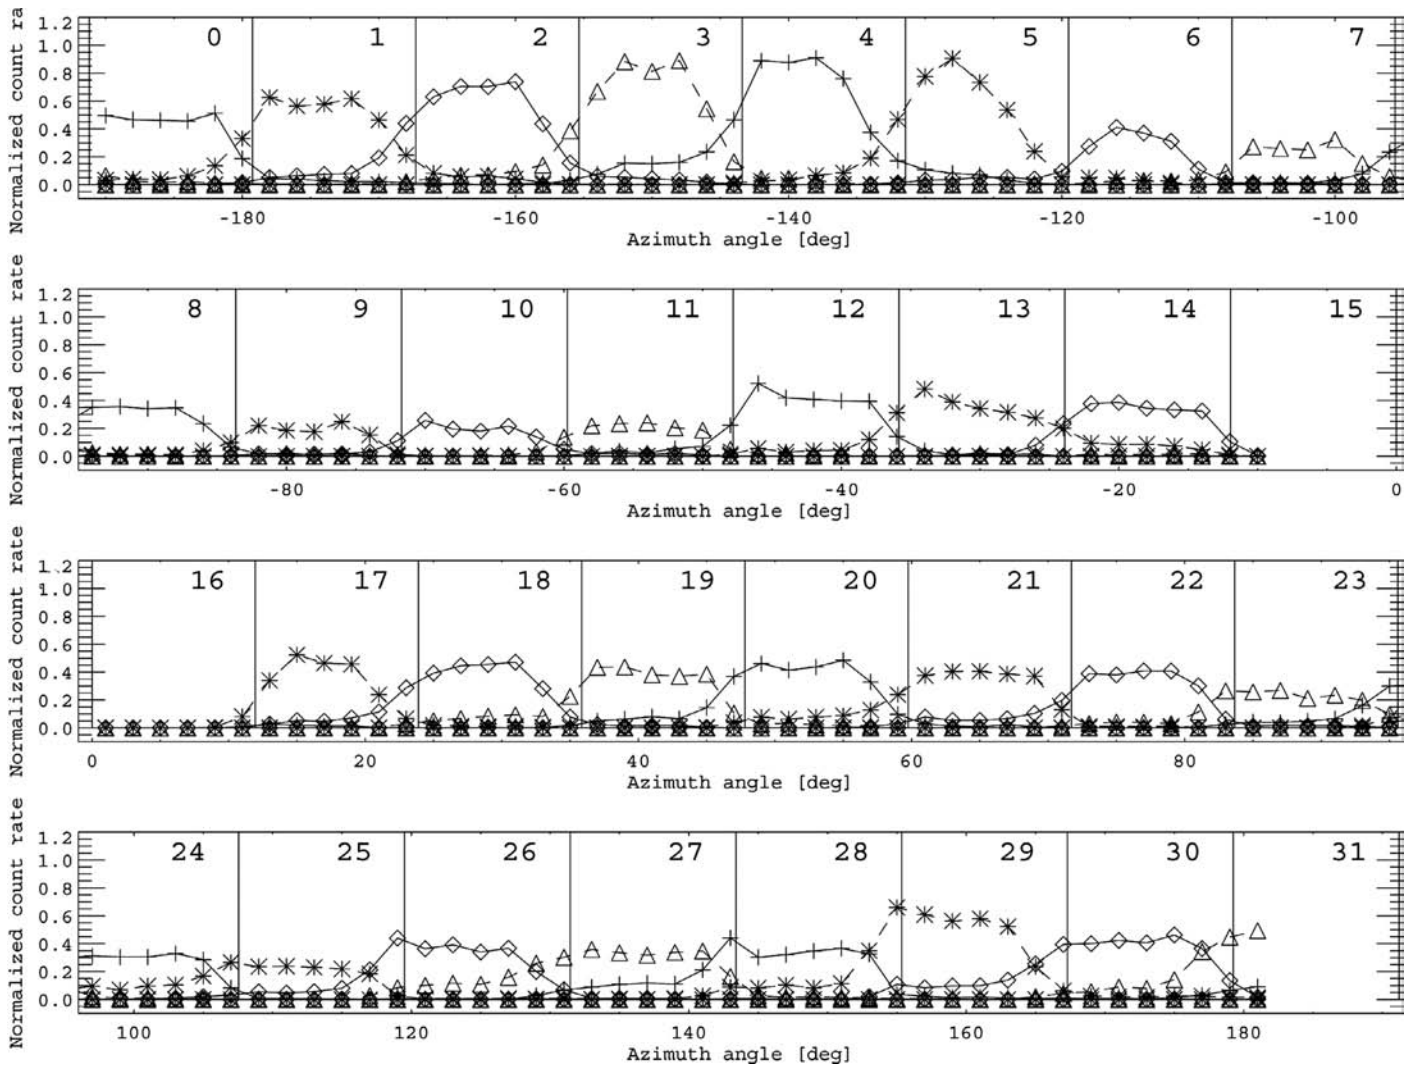 Normalized count ra
1.2
1.0
0.8
0.6
0.4
0.2
0.0
0 1 2 3 4 5 6 7
-180 -160 -140 -120 -100
Azimuth angle [deg]
Normalized count rate
1.2
1.0
0.8
0.6
0.4
0.2
0.0
8 9 10 11 12 13 14 15
-80 -60 -40 -20 0
Azimuth angle [deg]
Normalized count rate
1.2
1.0
0.8
0.6
0.4
0.2
0.0
16 17 18 19 20 21 22 23
0 20 40 60 80
Azimuth angle [deg]
Normalized count rate
1.2
1.0
0.8
0.6
0.4
0.2
0.0
24 25 26 27 28 29 30 31
100 120 140 160 180
Azimuth angle [deg]